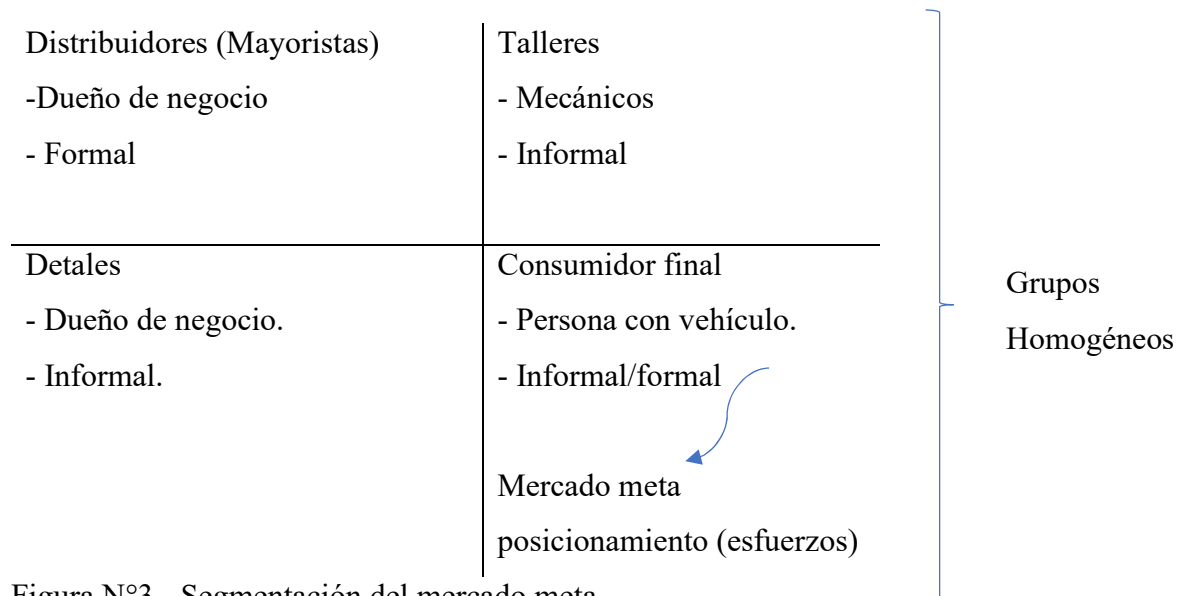 Distribuidores (Mayoristas)
-Dueño de negocio
- Formal
Talleres
- Mecánicos
- Informal
Detales
- Dueño de negocio.
- Informal.
Consumidor final
- Persona con vehículo.
- Informal/formal
Mercado meta
posicionamiento (esfuerzos)
Grupos
Homogéneos
Figura N°3 Segmentación del mercado meta